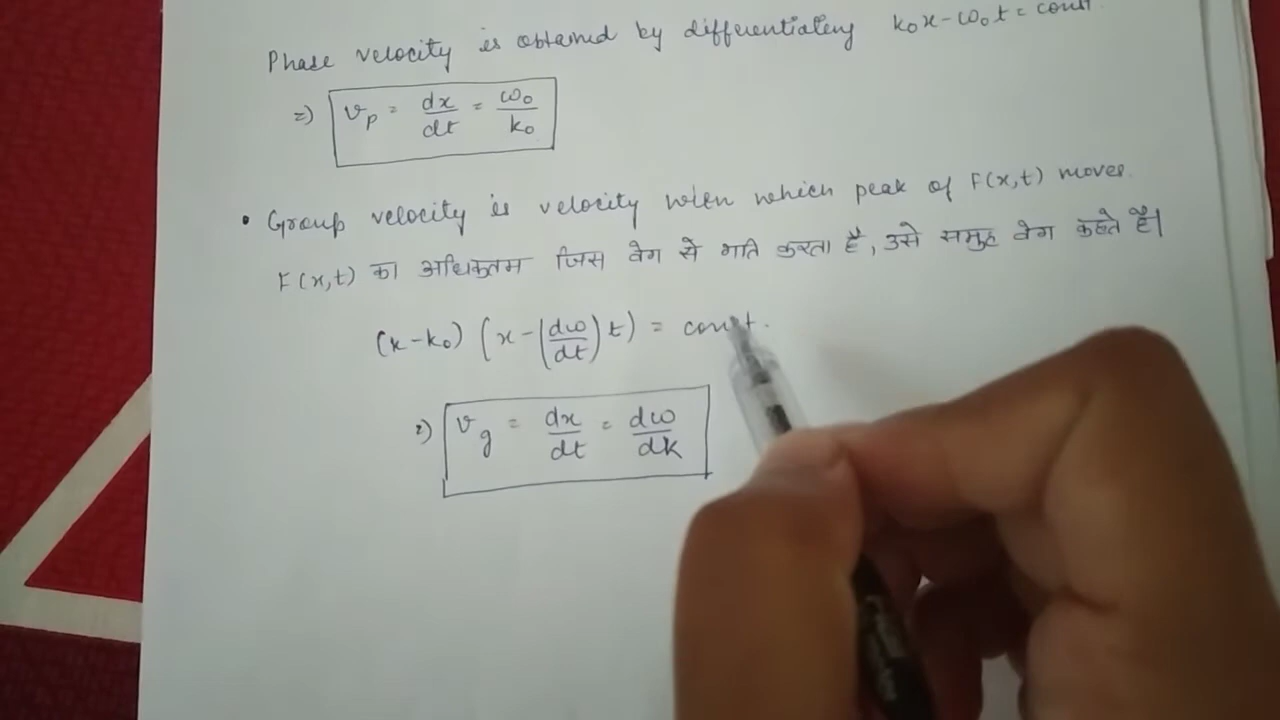 Phase velocity is obtained by differentiating k₀x − ω₀t = const
=) v_p = dx/dt = ω₀/k₀
• Group velocity is velocity with which peak of F(x,t) moves.
F(x,t) का अधिकतम जिस वेग से गति करता है, उसे समूह वेग कहते हैं।
(k − k₀) (x − (dω/dt) t) = const.
=) v_g = dx/dt = dω/dk